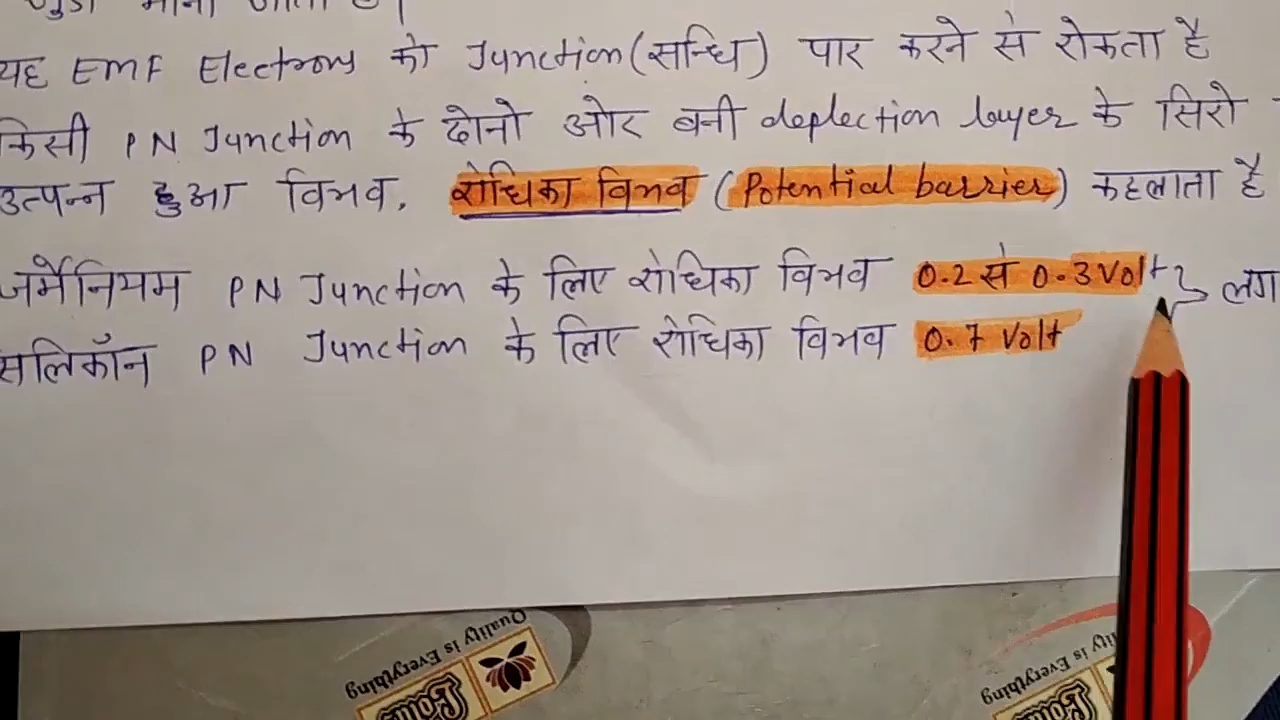 जुड़ा माना जाता है।
यह EMF Electrons को Junction (सन्धि) पार करने से रोकता है
किसी PN Junction के दोनो ओर बनी deplection layer के सिरो
उत्पन्न हुआ विभव, रोधिका विभव (Potential barrier) कहलाता है
जर्मेनियम PN Junction के लिए रोधिका विभव 0.2 से 0.3 Volt लग
सलिकॉन PN Junction के लिए रोधिका विभव 0.7 Volt
Quality is Everything
Quality is Everything